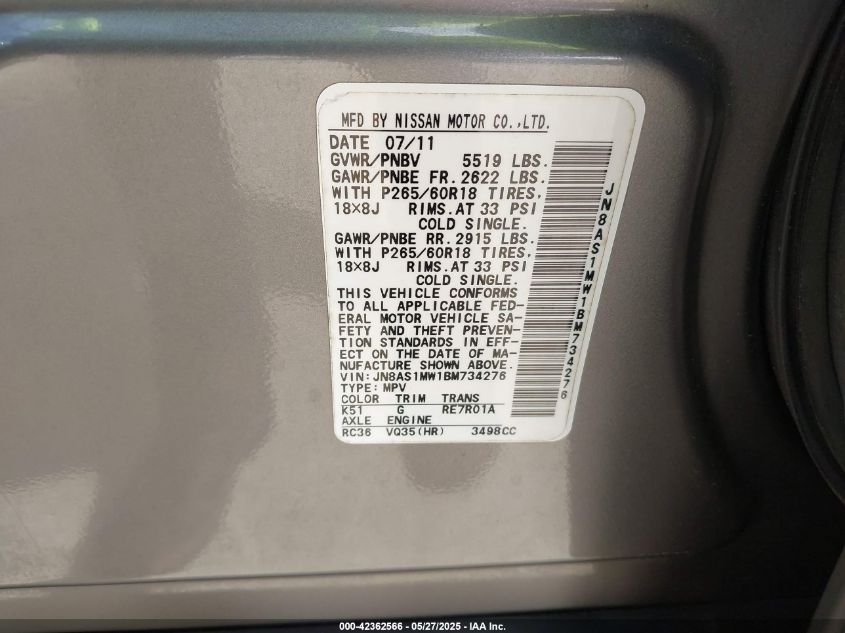 MFD BY NISSAN MOTOR CO.,LTD.
DATE 07/11
GVWR/PNBV 5519 LBS.
GAWR/PNBE FR. 2622 LBS.
WITH P265/60R18 TIRES,
18×8J RIMS.AT 33 PSI
COLD SINGLE.
GAWR/PNBE RR. 2915 LBS.
WITH P265/60R18 TIRES,
18×8J RIMS.AT 33 PSI
COLD SINGLE.
THIS VEHICLE CONFORMS
TO ALL APPLICABLE FED-
ERAL MOTOR VEHICLE SA-
FETY AND THEFT PREVEN-
TION STANDARDS IN EFF-
ECT ON THE DATE OF MA-
NUFACTURE SHOWN ABOVE.
VIN: JN8AS1MW1BM734276
TYPE: MPV
COLOR TRIM TRANS
K51 G RE7R01A
AXLE ENGINE
RC36 VQ35(HR) 3498CC
JN8AS1MW1BM734276
000-42362566 — 05/27/2025 — IAA Inc.